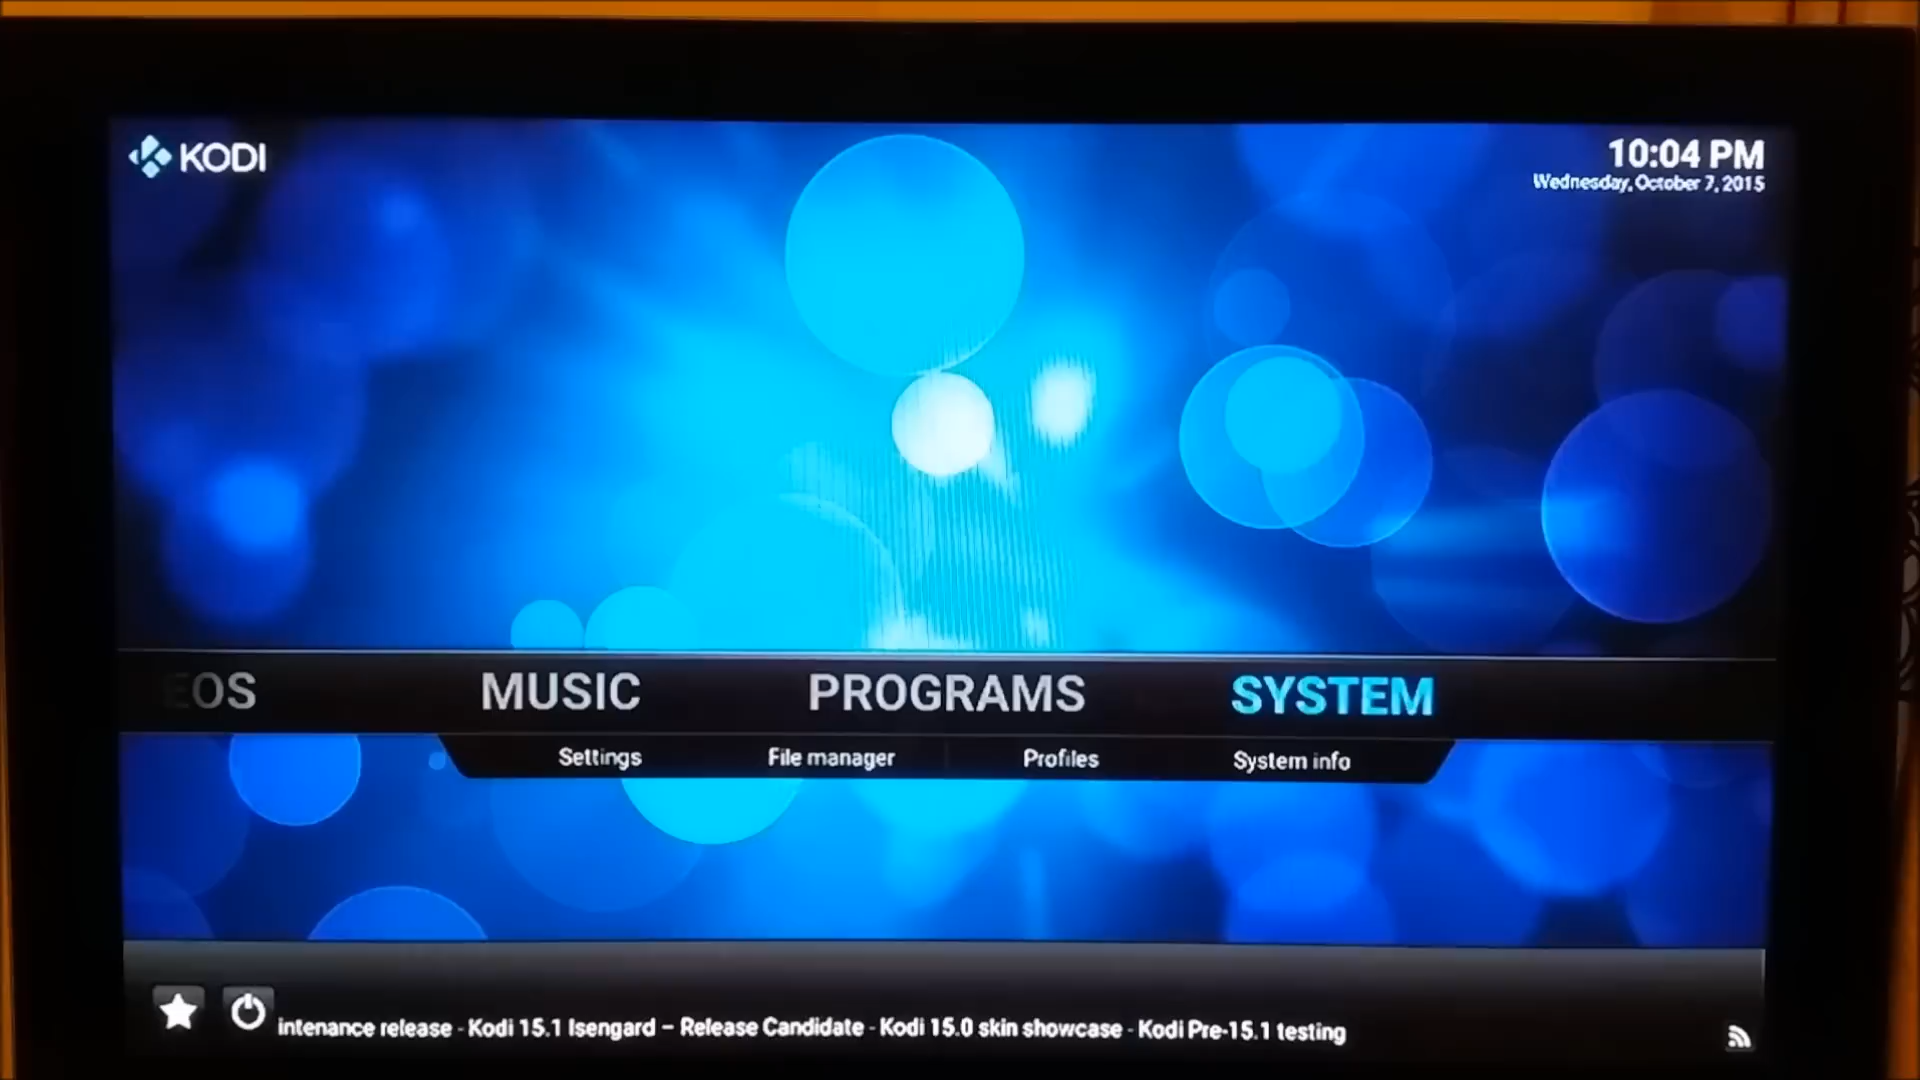 KODI
10:04 PM
Wednesday, October 7, 2015
EOS MUSIC PROGRAMS SYSTEM
Settings File manager Profiles System info
intenance release - Kodi 15.1 Isengard – Release Candidate - Kodi 15.0 skin showcase - Kodi Pre-15.1 testing